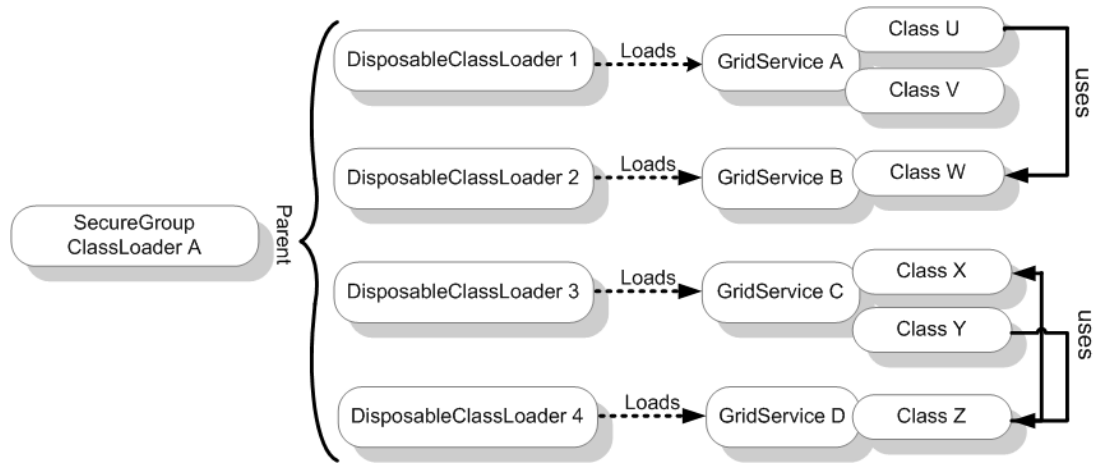 SecureGroup
ClassLoader A
Parent
DisposableClassLoader 1
Loads
GridService A
Class U
Class V
uses
DisposableClassLoader 2
Loads
GridService B
Class W
DisposableClassLoader 3
Loads
GridService C
Class X
Class Y
uses
DisposableClassLoader 4
Loads
GridService D
Class Z